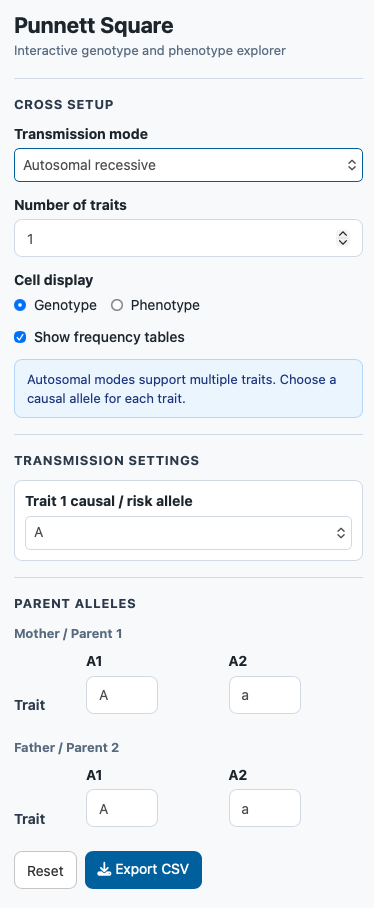 Punnett Square
Interactive genotype and phenotype explorer
CROSS SETUP
Transmission mode
Autosomal recessive
Number of traits
1
Cell display
Genotype Phenotype
Show frequency tables
Autosomal modes support multiple traits. Choose a
causal allele for each trait.
TRANSMISSION SETTINGS
Trait 1 causal / risk allele
A
PARENT ALLELES
Mother / Parent 1
A1 A2
Trait A a
Father / Parent 2
A1 A2
Trait A a
Reset Export CSV